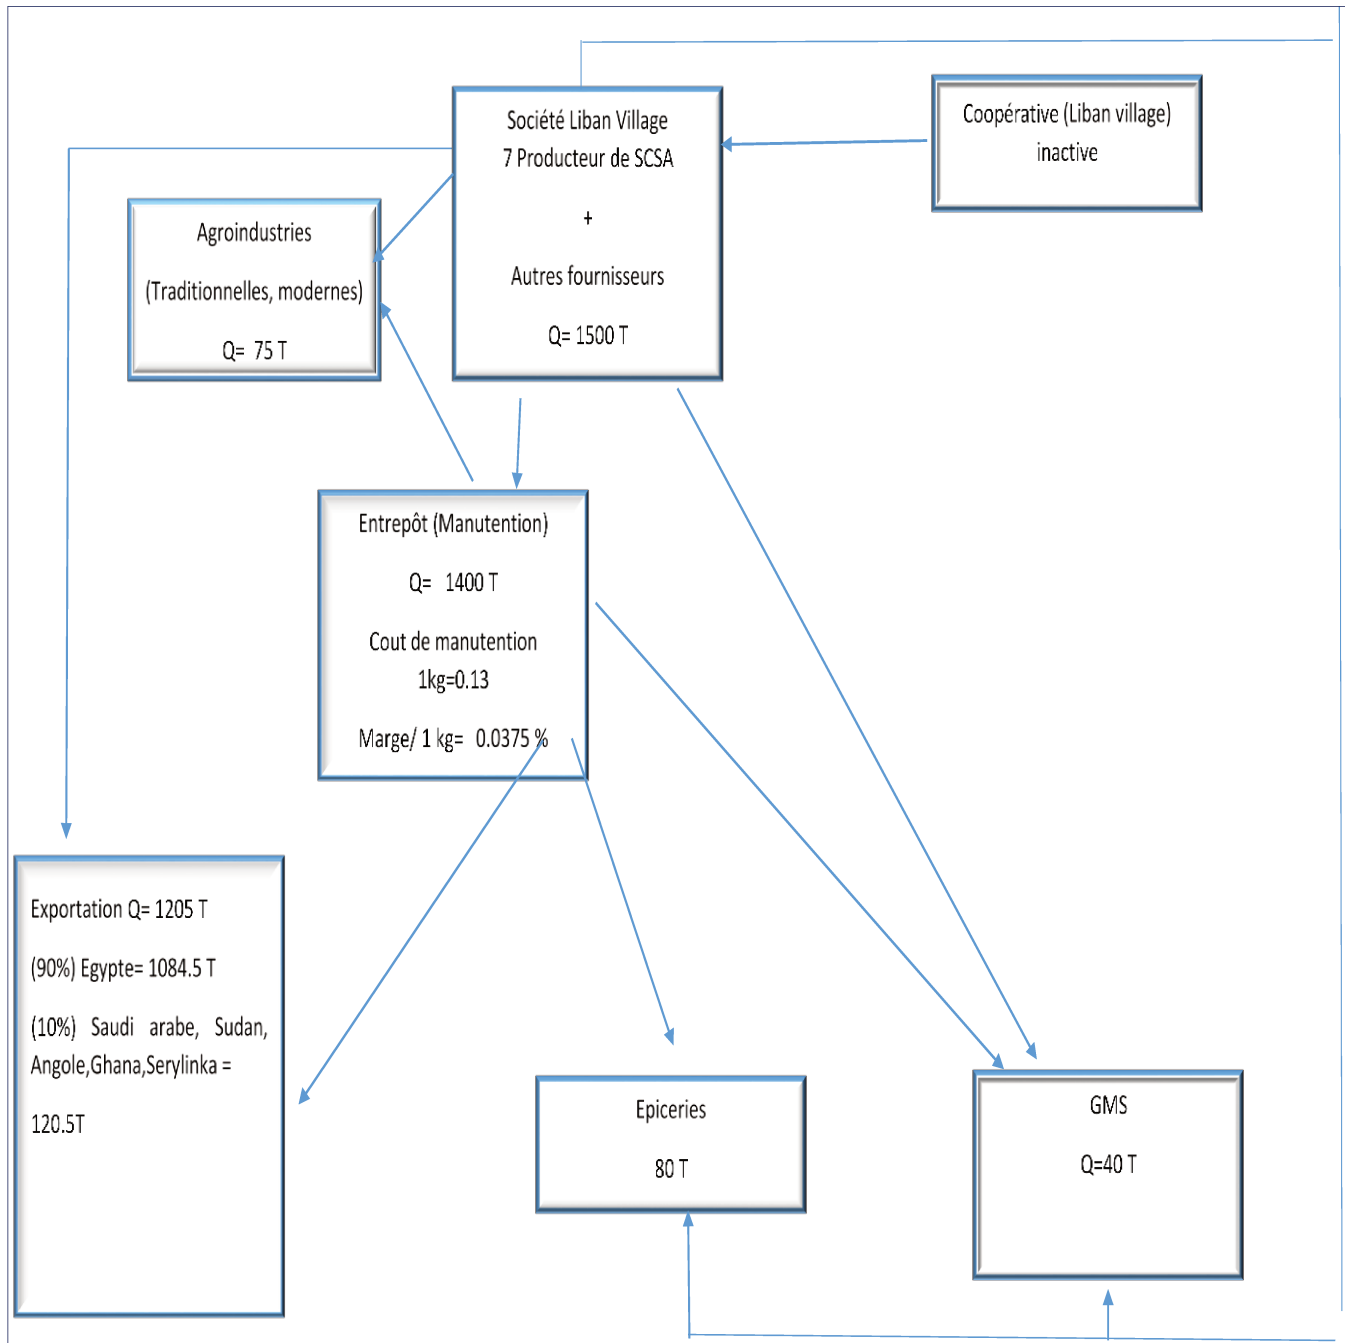 Société Liban Village
7 Producteur de SCSA
+
Autres fournisseurs
Q= 1500 T
Coopérative (Liban village)
inactive
Agroindustries
(Traditionnelles, modernes)
Q= 75 T
Entrepôt (Manutention)
Q= 1400 T
Cout de manutention
1kg=0.13
Marge/ 1 kg= 0.0375 %
Exportation Q= 1205 T
(90%) Egypte= 1084.5 T
(10%) Saudi arabe, Sudan,
Angole,Ghana,Serylinka =
120.5T
Epiceries
80 T
GMS
Q=40 T